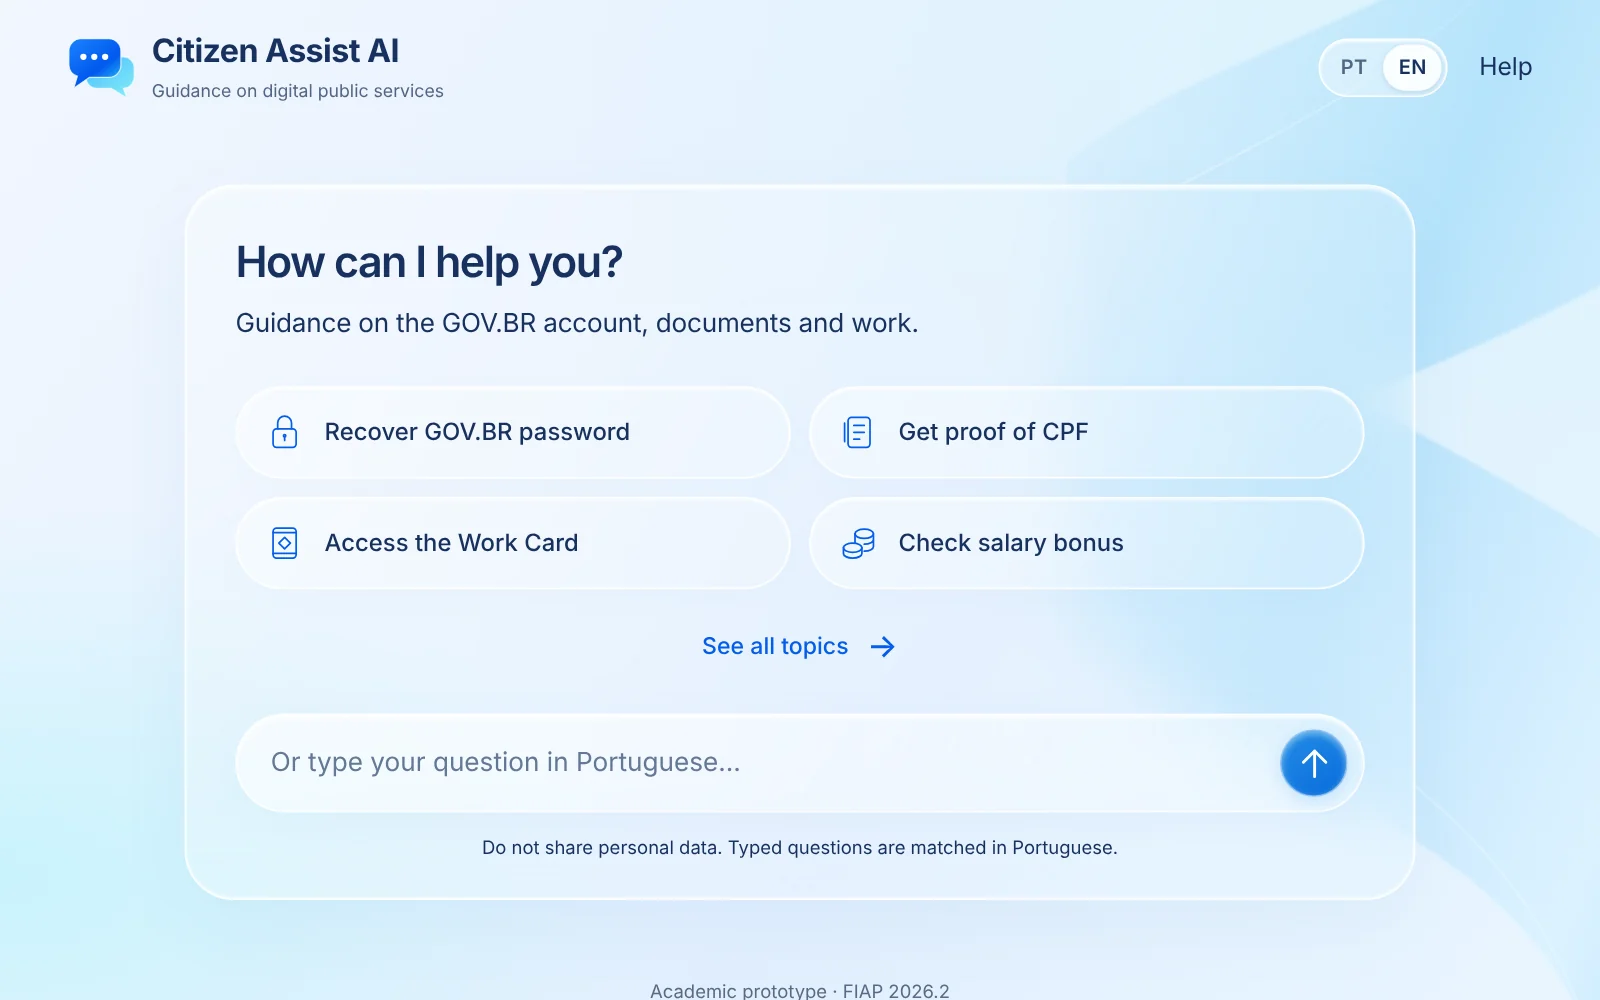 Citizen Assist AI
Guidance on digital public services
PT EN
Help
How can I help you?
Guidance on the GOV.BR account, documents and work.
Recover GOV.BR password
Get proof of CPF
Access the Work Card
Check salary bonus
See all topics
Or type your question in Portuguese...
Do not share personal data. Typed questions are matched in Portuguese.
Academic prototype · FIAP 2026.2